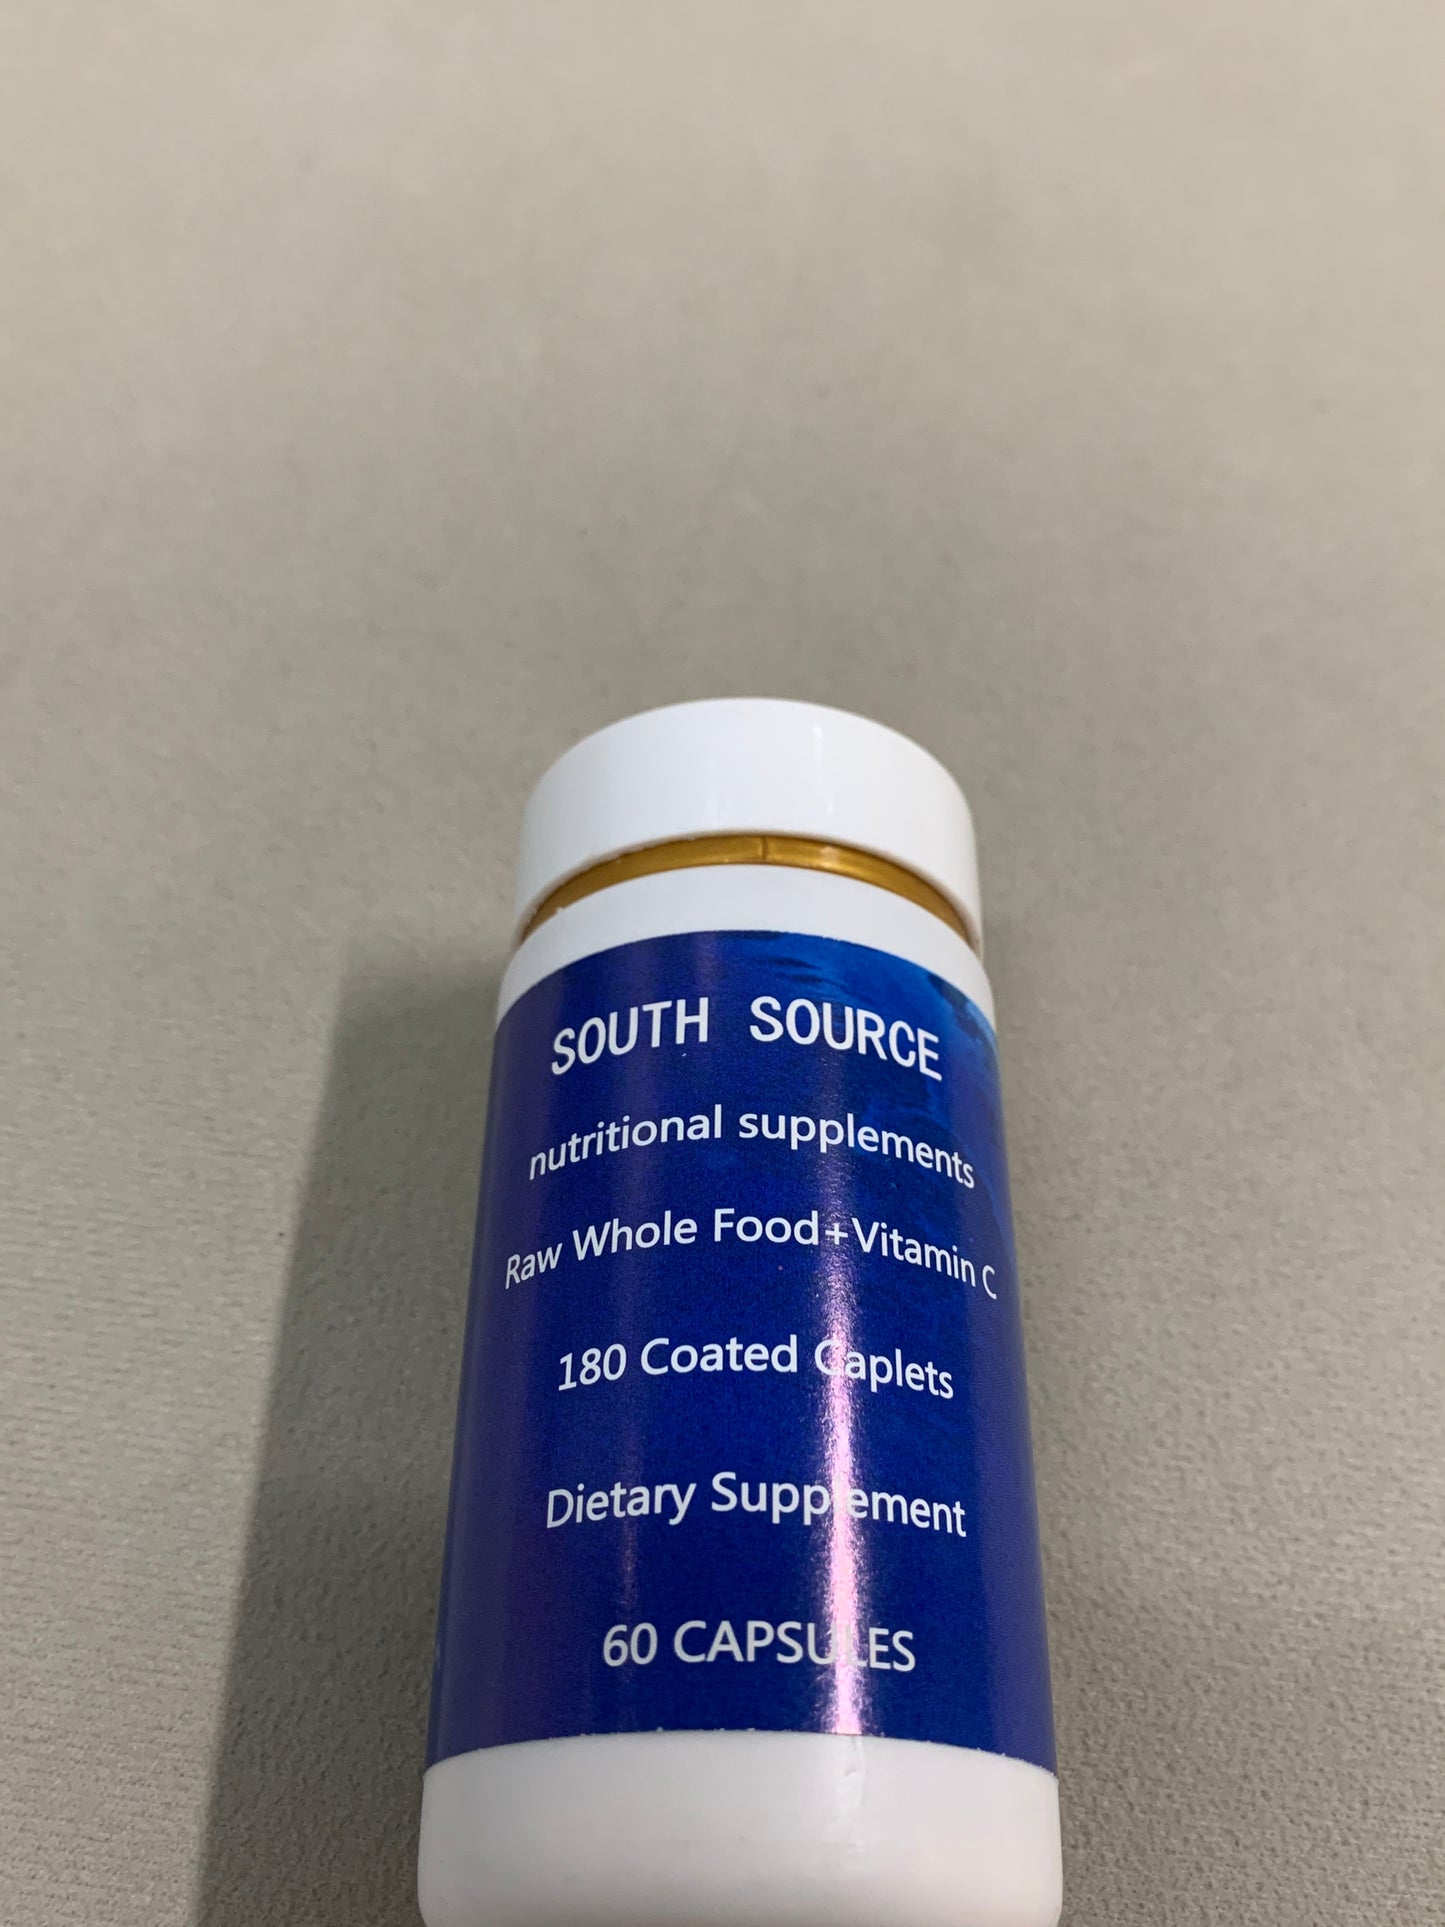 SOUTH SOURCE
nutritional supplements
Raw Whole Food+Vitamin C
180 Coated Caplets
Dietary Supplement
60 CAPSULES